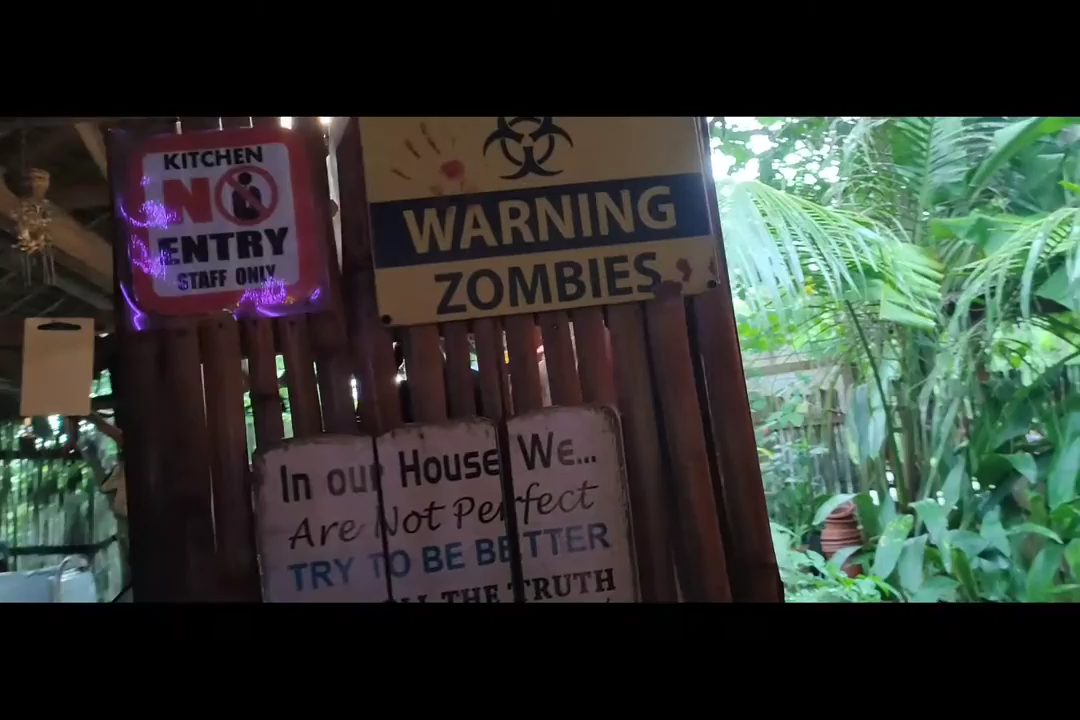 KITCHEN
NO
ENTRY
STAFF ONLY
WARNING
ZOMBIES
In our House We...
Are Not Perfect
TRY TO BE BETTER
THE TRUTH